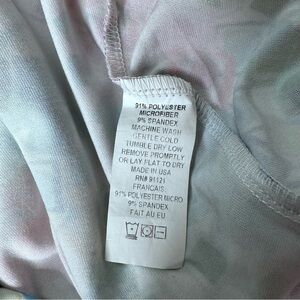 91% POLYESTER
MICROFIBER
9% SPANDEX
MACHINE WASH
GENTLE COLD
TUMBLE DRY LOW
REMOVE PROMPTLY
OR LAY FLAT TO DRY
MADE IN USA
RN# 91121
FRANCAIS:
91% POLYESTER MICRO
9% SPANDEX
FAIT AU EU